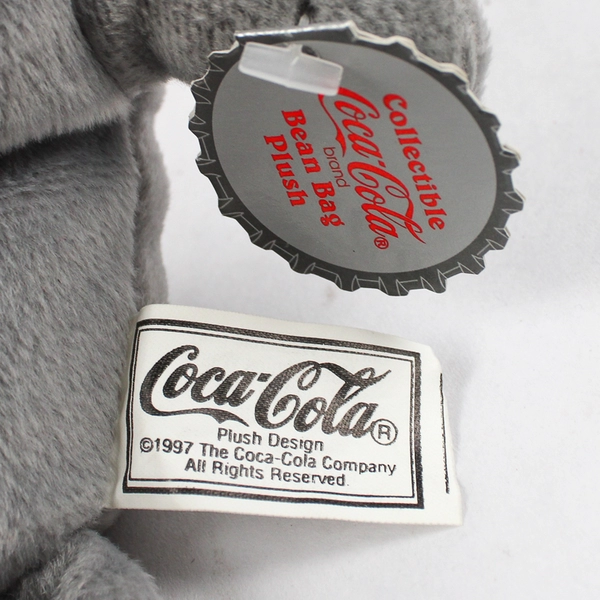 Collectible
Coca-Cola®
brand
Bean Bag
Plush
Coca-Cola®
Plush Design
©1997 The Coca-Cola Company
All Rights Reserved.